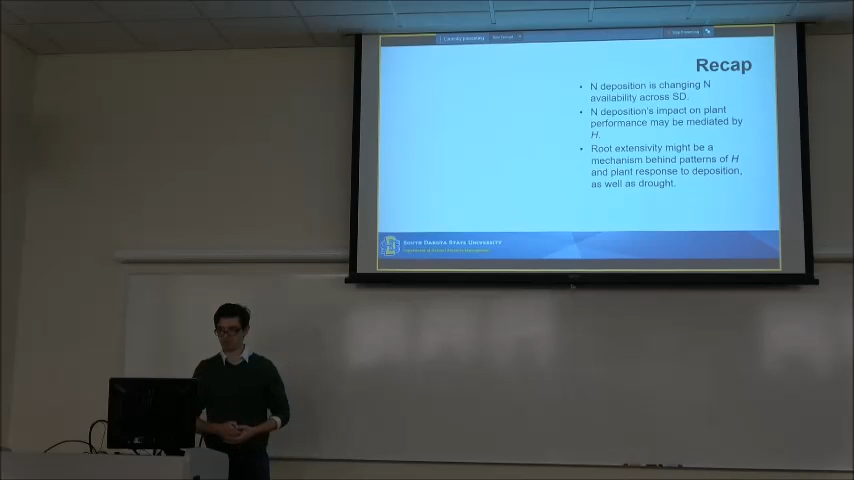 Recap
• N deposition is changing N
availability across SD.
• N deposition's impact on plant
performance may be mediated by
H.
• Root extensivity might be a
mechanism behind patterns of H
and plant response to deposition,
as well as drought.
SOUTH DAKOTA STATE UNIVERSITY